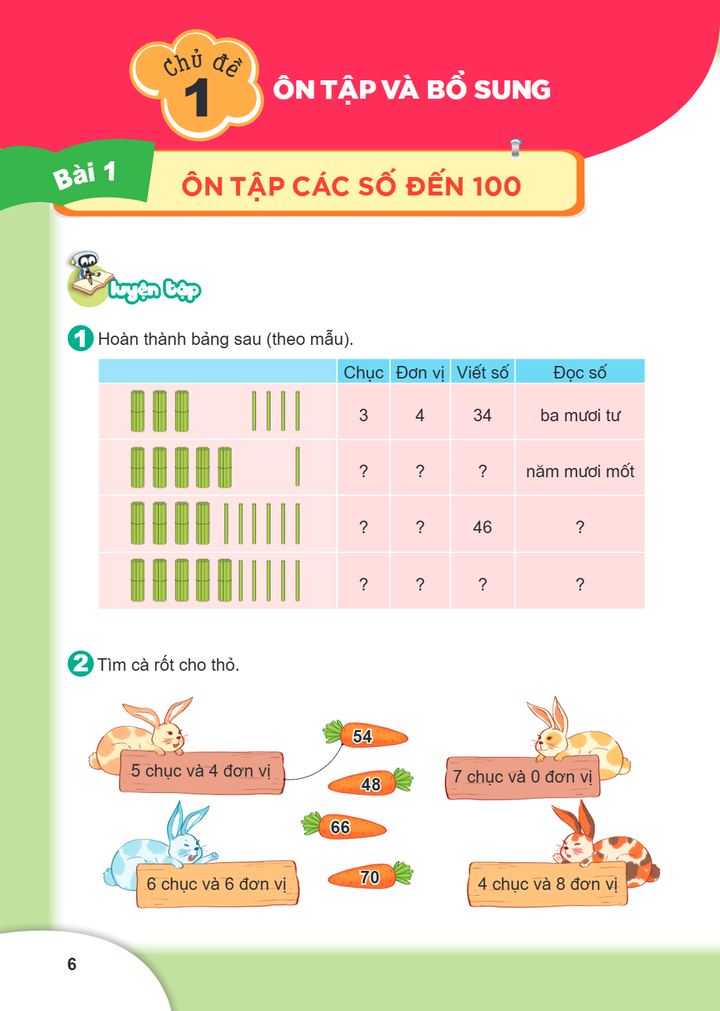 Chủ đề
1
ÔN TẬP VÀ BỔ SUNG
Bài 1
ÔN TẬP CÁC SỐ ĐẾN 100
luyện tập
1 Hoàn thành bảng sau (theo mẫu).
Chục Đơn vị Viết số Đọc số
3 4 34 ba mươi tư
? ? ? năm mươi mốt
? ? 46 ?
? ? ? ?
2 Tìm cà rốt cho thỏ.
54
5 chục và 4 đơn vị
7 chục và 0 đơn vị
48
66
70
6 chục và 6 đơn vị
4 chục và 8 đơn vị
6